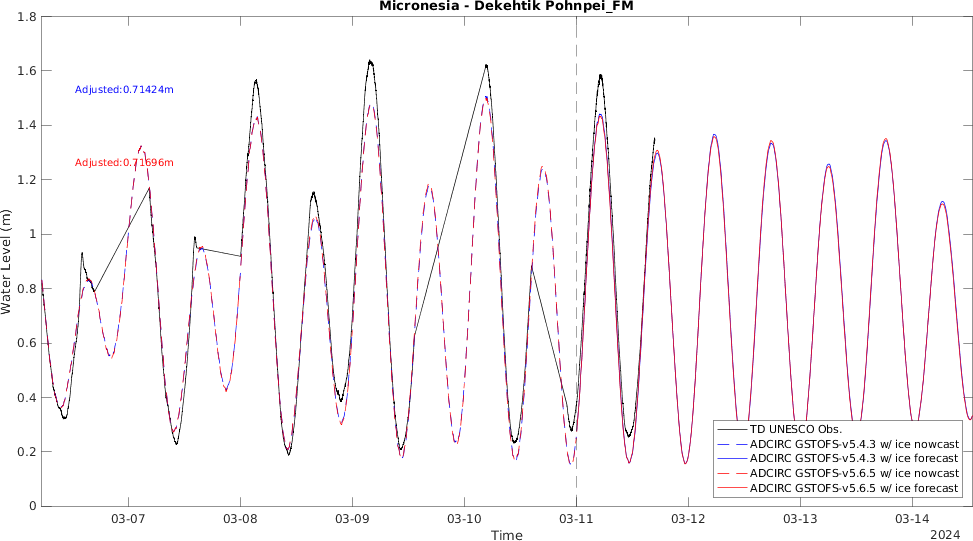 Micronesia - Dekehtik Pohnpei_FM
1.8
1.6
1.4
1.2
1
0.8
0.6
0.4
0.2
0
Water Level (m)
Adjusted:0.71424m
Adjusted:0.71696m
TD UNESCO Obs.
ADCIRC GSTOFS-v5.4.3 w/ ice nowcast
ADCIRC GSTOFS-v5.4.3 w/ ice forecast
ADCIRC GSTOFS-v5.6.5 w/ ice nowcast
ADCIRC GSTOFS-v5.6.5 w/ ice forecast
03-07 03-08 03-09 03-10 03-11 03-12 03-13 03-14
Time
2024